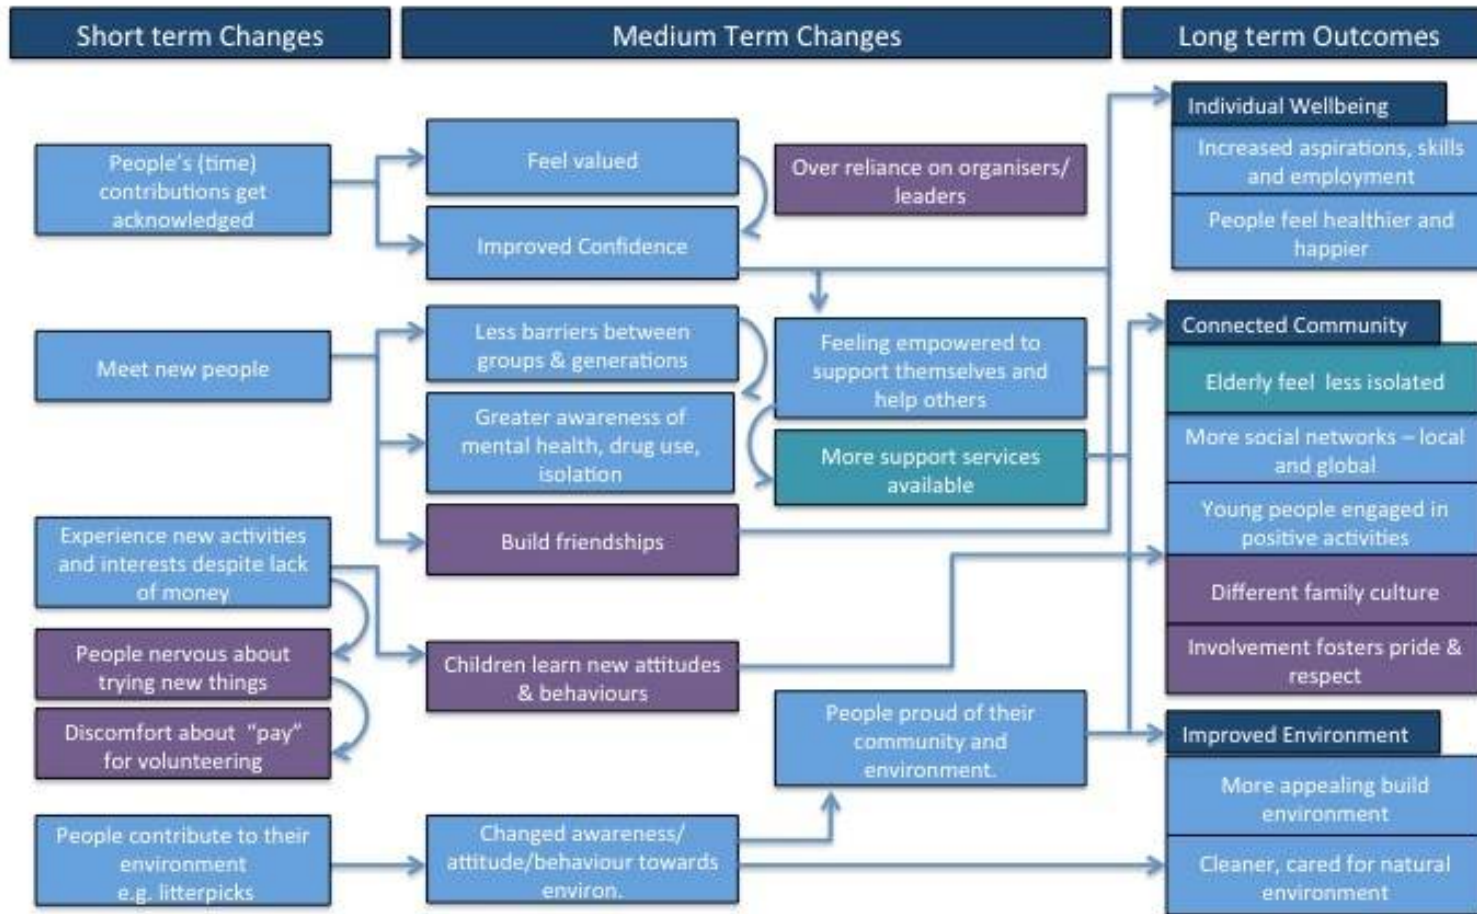 Short term Changes
Medium Term Changes
Long term Outcomes
People's (time)
contributions get
acknowledged
Meet new people
Experience new activities
and interests despite lack
of money
People nervous about
trying new things
Discomfort about "pay"
for volunteering
People contribute to their
environment
e.g. litterpicks
Feel valued
Improved Confidence
Less barriers between
groups & generations
Greater awareness of
mental health, drug use,
isolation
Build friendships
Children learn new attitudes
& behaviours
Changed awareness/
attitude/behaviour towards
environ.
Over reliance on organisers/
leaders
Feeling empowered to
support themselves and
help others
More support services
available
People proud of their
community and
environment.
Individual Wellbeing
Increased aspirations, skills
and employment
People feel healthier and
happier
Connected Community
Elderly feel less isolated
More social networks – local
and global
Young people engaged in
positive activities
Different family culture
Involvement fosters pride &
respect
Improved Environment
More appealing build
environment
Cleaner, cared for natural
environment